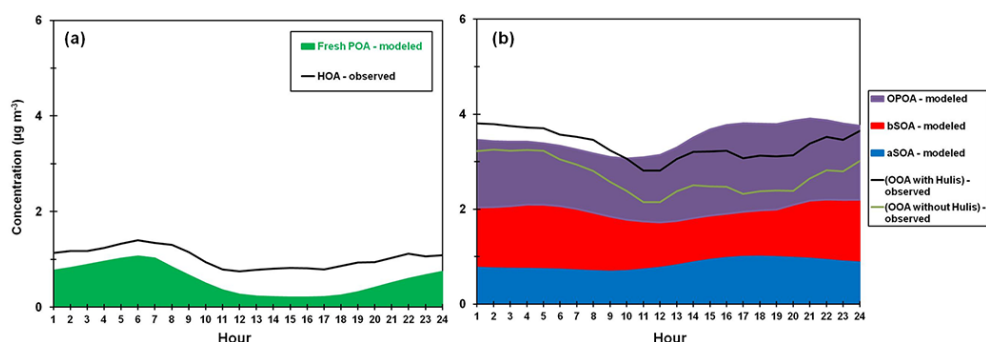 (a)
Fresh POA - modeled
HOA - observed
Concentration (µg m⁻³)
6
4
2
0
1 2 3 4 5 6 7 8 9 10 11 12 13 14 15 16 17 18 19 20 21 22 23 24
Hour
(b)
6
4
2
0
1 2 3 4 5 6 7 8 9 10 11 12 13 14 15 16 17 18 19 20 21 22 23 24
Hour
OPOA - modeled
bSOA - modeled
aSOA - modeled
(OOA with Hulis) -
observed
(OOA without Hulis) -
observed